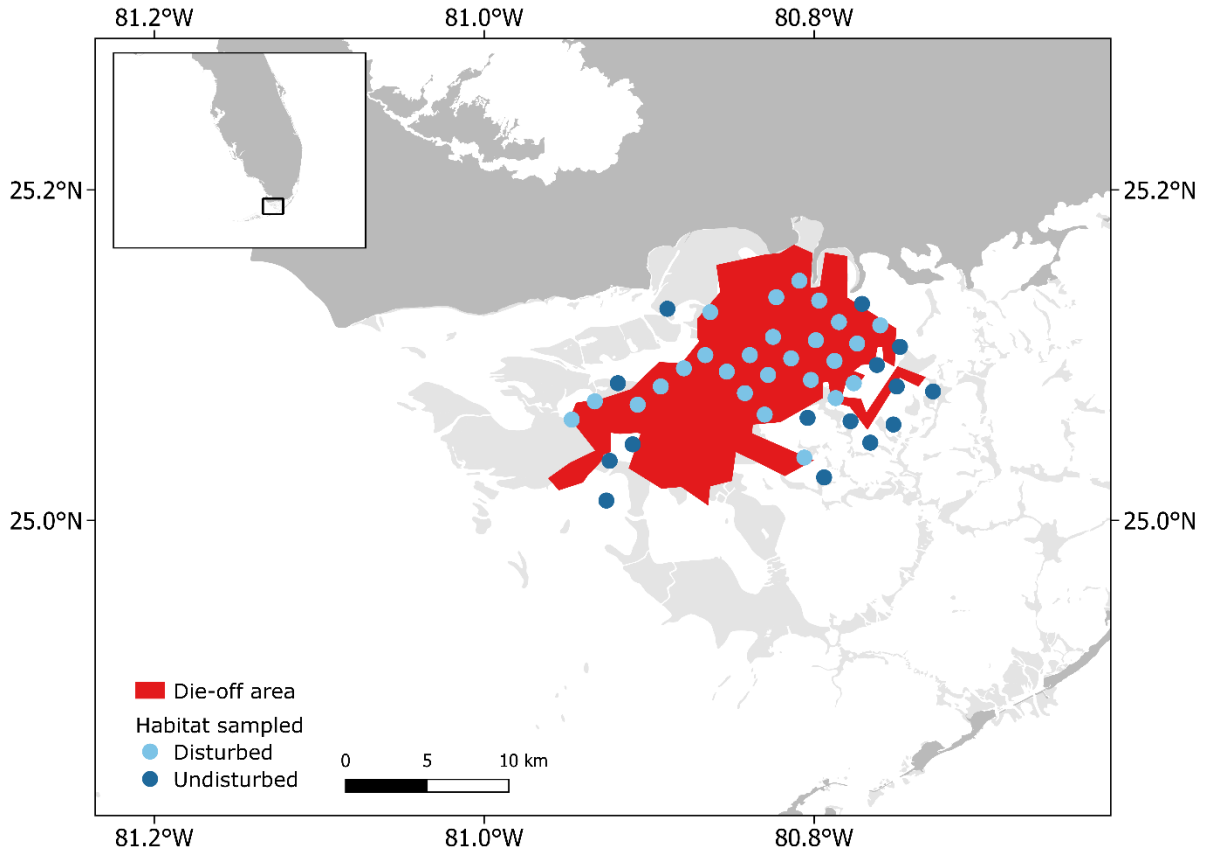 81.2°W 81.0°W 80.8°W
25.2°N 25.2°N
25.0°N 25.0°N
Die-off area
Habitat sampled
Disturbed
Undisturbed
0 5 10 km
81.2°W 81.0°W 80.8°W